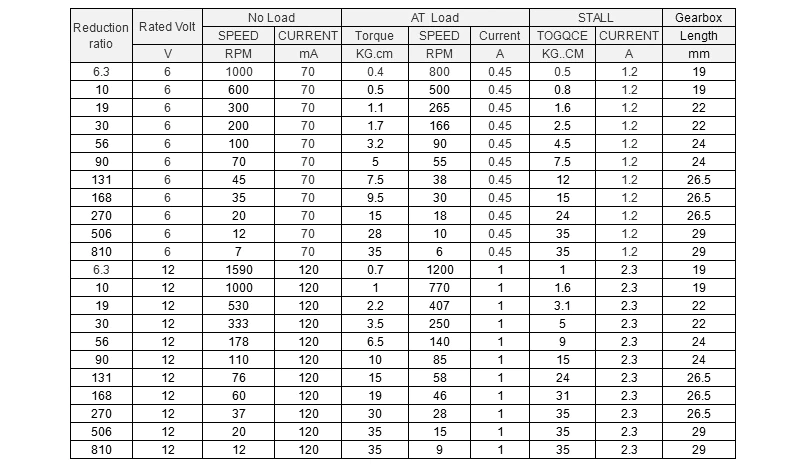 Reduction ratio Rated Volt No Load AT Load STALL Gearbox
SPEED CURRENT Torque SPEED Current TOGQCE CURRENT Length
V RPM mA KG.cm RPM A KG..CM A mm
6.3 6 1000 70 0.4 800 0.45 0.5 1.2 19
10 6 600 70 0.5 500 0.45 0.8 1.2 19
19 6 300 70 1.1 265 0.45 1.6 1.2 22
30 6 200 70 1.7 166 0.45 2.5 1.2 22
56 6 100 70 3.2 90 0.45 4.5 1.2 24
90 6 70 70 5 55 0.45 7.5 1.2 24
131 6 45 70 7.5 38 0.45 12 1.2 26.5
168 6 35 70 9.5 30 0.45 15 1.2 26.5
270 6 20 70 15 18 0.45 24 1.2 26.5
506 6 12 70 28 10 0.45 35 1.2 29
810 6 7 70 35 6 0.45 35 1.2 29
6.3 12 1590 120 0.7 1200 1 1 2.3 19
10 12 1000 120 1 770 1 1.6 2.3 19
19 12 530 120 2.2 407 1 3.1 2.3 22
30 12 333 120 3.5 250 1 5 2.3 22
56 12 178 120 6.5 140 1 9 2.3 24
90 12 110 120 10 85 1 15 2.3 24
131 12 76 120 15 58 1 24 2.3 26.5
168 12 60 120 19 46 1 31 2.3 26.5
270 12 37 120 30 28 1 35 2.3 26.5
506 12 20 120 35 15 1 35 2.3 29
810 12 12 120 35 9 1 35 2.3 29